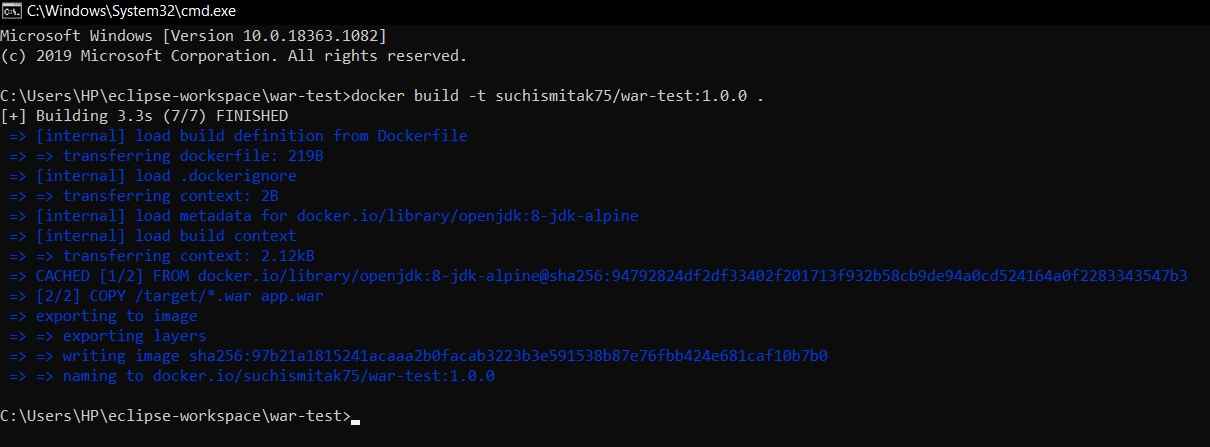 C:\Windows\System32\cmd.exe
Microsoft Windows [Version 10.0.18363.1082]
(c) 2019 Microsoft Corporation. All rights reserved.
C:\Users\HP\eclipse-workspace\war-test>docker build -t suchismitak75/war-test:1.0.0 .
[+] Building 3.3s (7/7) FINISHED
=> [internal] load build definition from Dockerfile
=> => transferring dockerfile: 219B
=> [internal] load .dockerignore
=> => transferring context: 2B
=> [internal] load metadata for docker.io/library/openjdk:8-jdk-alpine
=> [internal] load build context
=> => transferring context: 2.12kB
=> CACHED [1/2] FROM docker.io/library/openjdk:8-jdk-alpine@sha256:94792824df2df33402f201713f932b58cb9de94a0cd524164a0f2283343547b3
=> [2/2] COPY /target/*.war app.war
=> exporting to image
=> => exporting layers
=> => writing image sha256:97b21a1815241acaaa2b0facab3223b3e591538b87e76fbb424e681caf10b7b0
=> => naming to docker.io/suchismitak75/war-test:1.0.0
C:\Users\HP\eclipse-workspace\war-test>